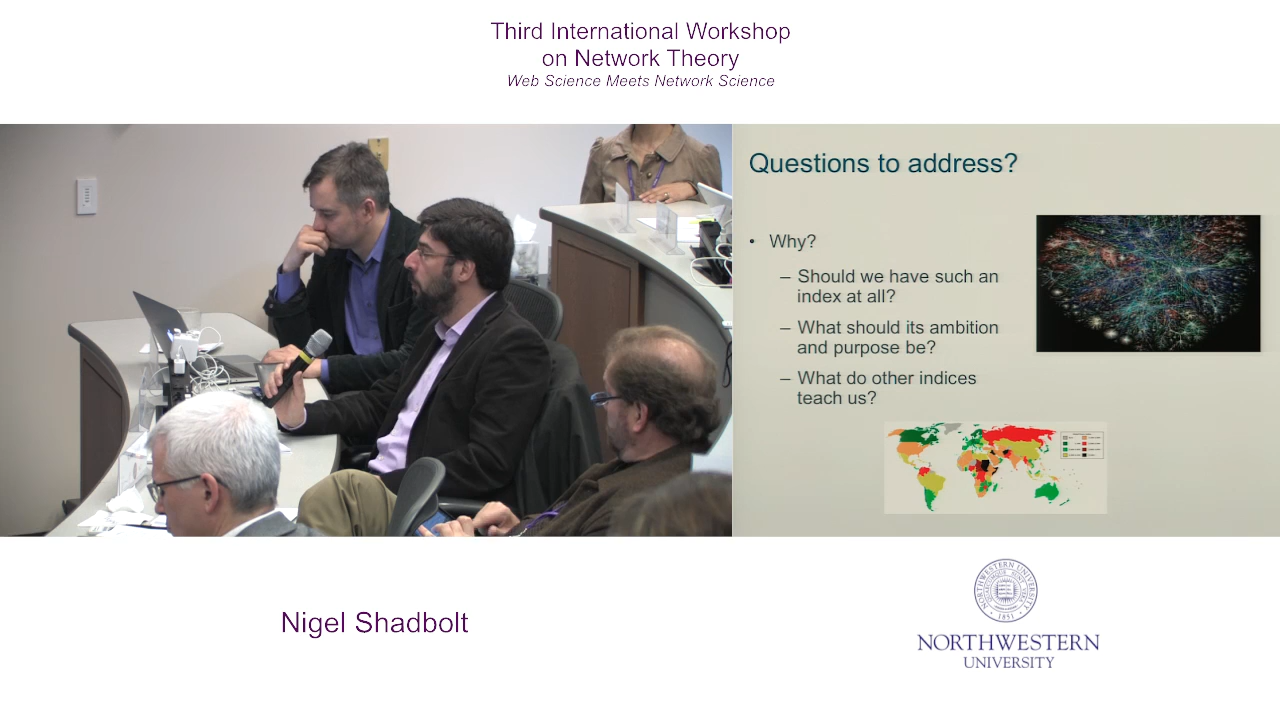 Third International Workshop
on Network Theory
Web Science Meets Network Science
Questions to address?
• Why?
– Should we have such an
index at all?
– What should its ambition
and purpose be?
– What do other indices
teach us?
Nigel Shadbolt
1851
NORTHWESTERN
UNIVERSITY